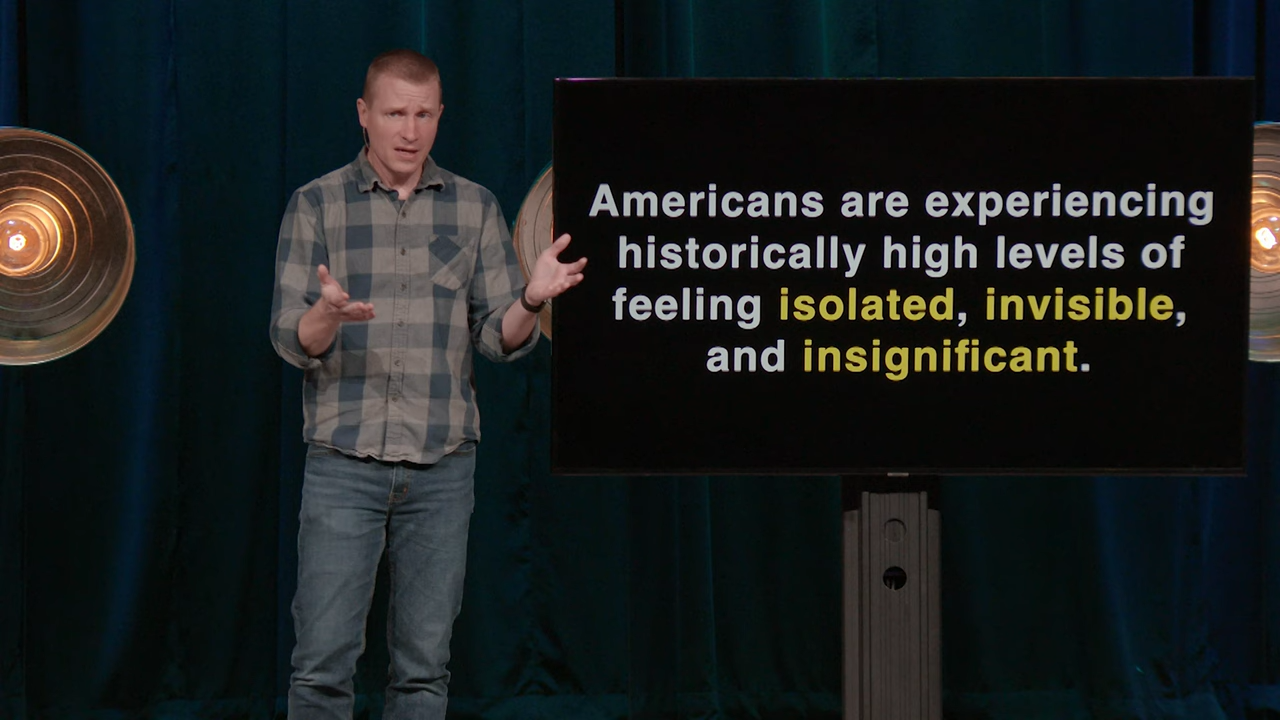 Americans are experiencing
historically high levels of
feeling isolated, invisible,
and insignificant.